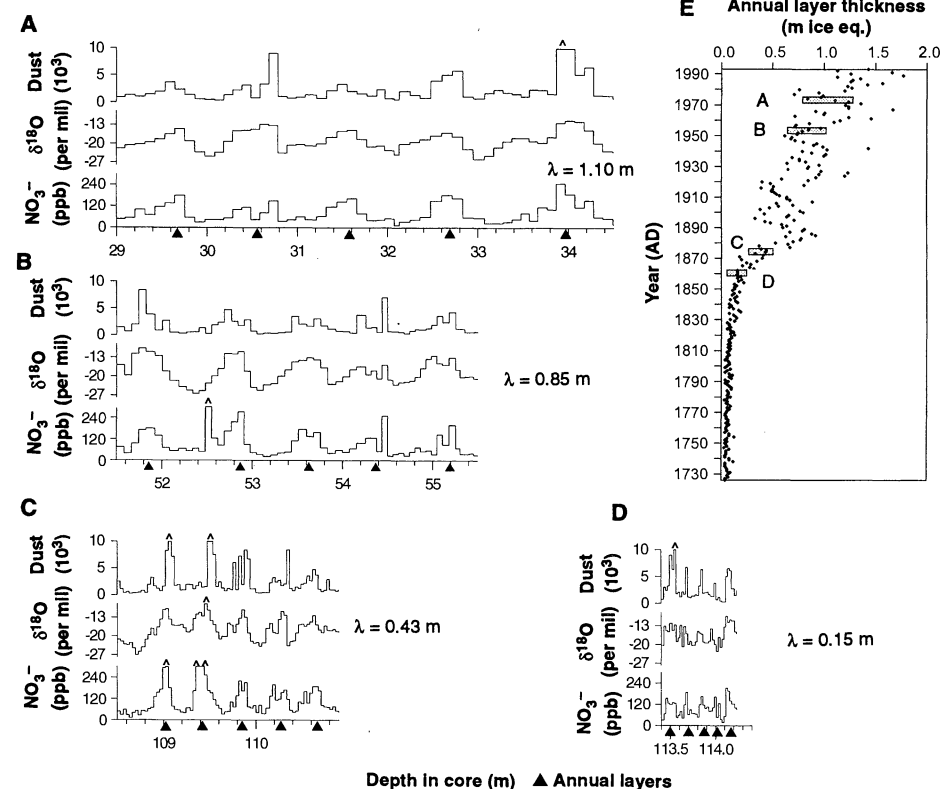 A
Dust
(10³)
10
5
0
δ¹⁸O
(per mil)
-13
-20
-27
NO₃⁻
(ppb)
240
120
0
λ = 1.10 m
29 30 31 32 33 34
B
Dust
(10³)
10
5
0
δ¹⁸O
(per mil)
-13
-20
-27
NO₃⁻
(ppb)
240
120
0
λ = 0.85 m
52 53 54 55
C
Dust
(10³)
10
5
0
δ¹⁸O
(per mil)
-13
-20
-27
NO₃⁻
(ppb)
240
120
0
λ = 0.43 m
109 110
D
Dust
(10³)
10
5
0
δ¹⁸O
(per mil)
-13
-20
-27
NO₃⁻
(ppb)
240
120
0
λ = 0.15 m
113.5 114.0
E
Annual layer thickness
(m ice eq.)
0.0 0.5 1.0 1.5 2.0
Year (AD)
1990
1970
1950
1930
1910
1890
1870
1850
1830
1810
1790
1770
1750
1730
A
B
C
D
Depth in core (m) ▲ Annual layers